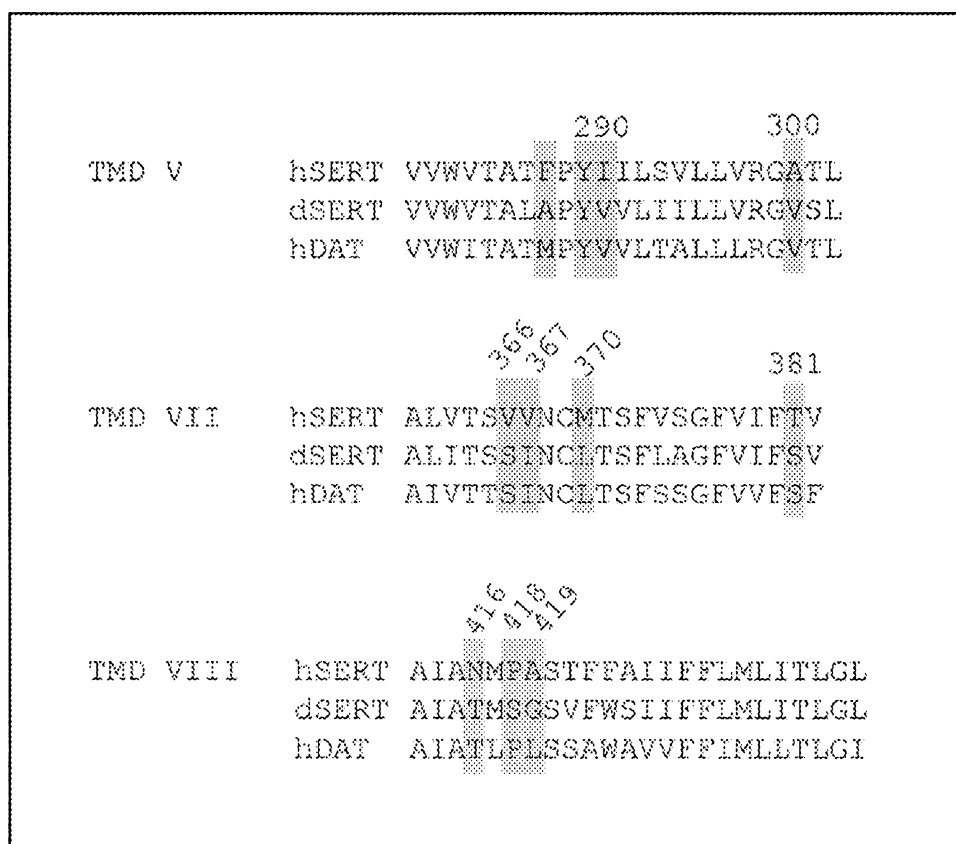 290 300
TMD V hSERT VVWVTATFPYIILSVLLVRGATL
dSERT VVWVTALAPYVVLIILLVRGVSL
hDAT VVWITATMPYVVLTALLLRGVTL
366 367 370 381
TMD VII hSERT ALVTSVVNCMTSFVSGFVIFTV
dSERT ALITSSINCLTSFLAGFVIFSV
hDAT AIVTTSINCLTSFSSGFVVFSF
416 418 419
TMD VIII hSERT AIANMPASTFFAIIFFLMLITLGL
dSERT AIATMSGSVFWSIIFFLMLITLGL
hDAT AIATLPLSSAWAVVFFIMLLTLGI